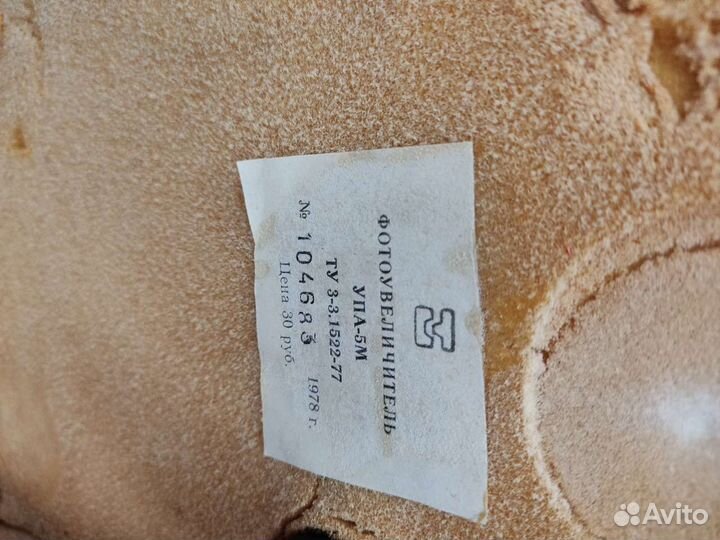 ФОТОУВЕЛИЧИТЕЛЬ
УПА-5М
ТУ 3-3.1522-77
№ 104683 1978 г.
Цена 30 руб.
Avito